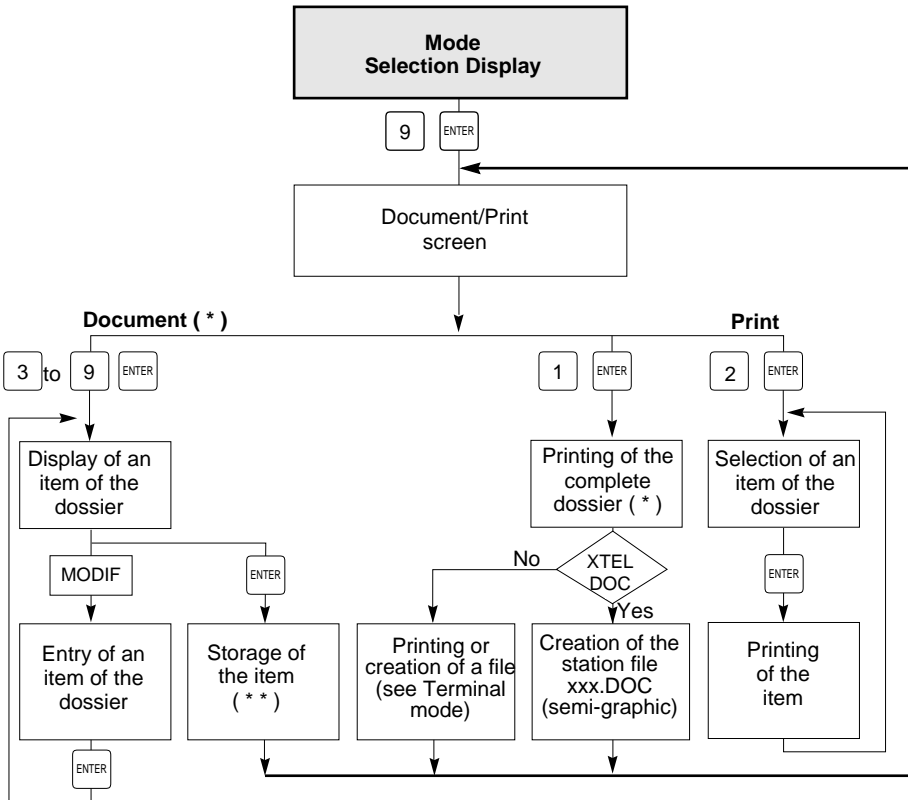 Mode
Selection Display
9 ENTER
Document/Print
screen
Document ( * )
Print
3 to 9 ENTER
1 ENTER
2 ENTER
Display of an
item of the
dossier
Printing of the
complete
dossier ( * )
Selection of an
item of the
dossier
MODIF
ENTER
No
XTEL
DOC
Yes
ENTER
Entry of an
item of the
dossier
Storage of
the item
( * * )
Printing or
creation of a file
(see Terminal
mode)
Creation of the
station file
xxx.DOC
(semi-graphic)
Printing
of the
item
ENTER